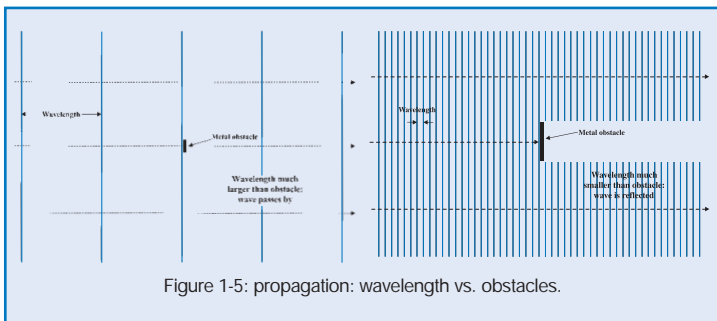 Wavelength
Metal obstacle
Wavelength much
larger than obstacle:
wave passes by
Wavelength
Metal obstacle
Wavelength much
smaller than obstacle:
wave is reflected
Figure 1-5: propagation: wavelength vs. obstacles.